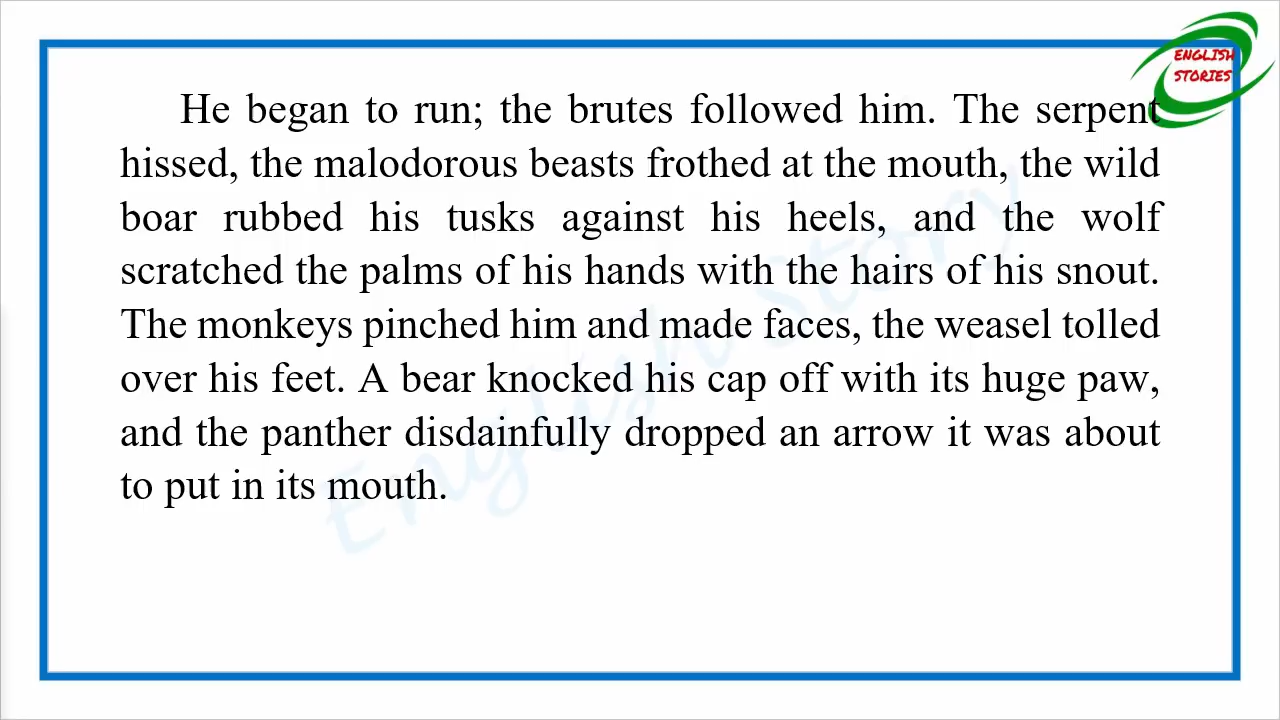 ENGLISH
STORIES
He began to run; the brutes followed him. The serpent
hissed, the malodorous beasts frothed at the mouth, the wild
boar rubbed his tusks against his heels, and the wolf
scratched the palms of his hands with the hairs of his snout.
The monkeys pinched him and made faces, the weasel tolled
over his feet. A bear knocked his cap off with its huge paw,
and the panther disdainfully dropped an arrow it was about
to put in its mouth.
English Story